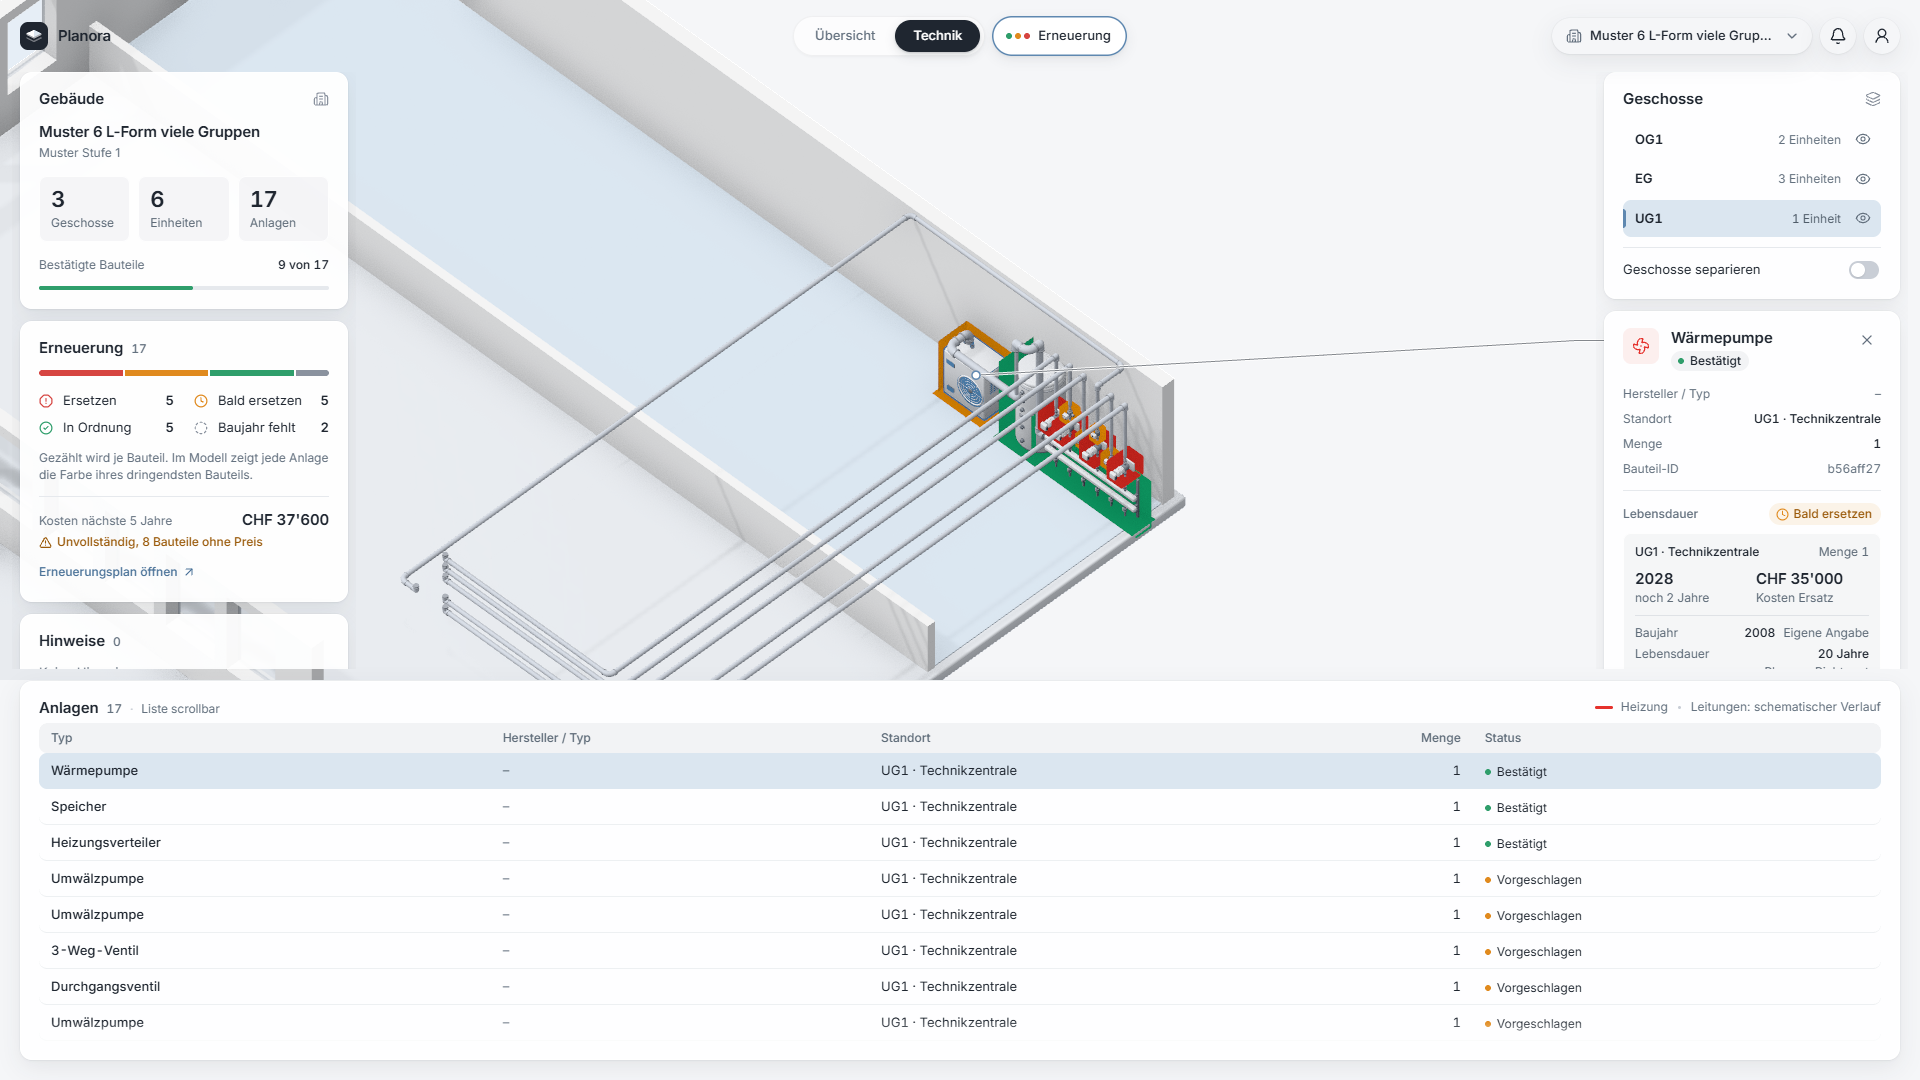 Planora
Übersicht
Technik
Erneuerung
Muster 6 L-Form viele Grup...
Gebäude
Muster 6 L-Form viele Gruppen
Muster Stufe 1
3 Geschosse
6 Einheiten
17 Anlagen
Bestätigte Bauteile 9 von 17
Erneuerung 17
Ersetzen 5 Bald ersetzen 5
In Ordnung 5 Baujahr fehlt 2
Gezählt wird je Bauteil. Im Modell zeigt jede Anlage
die Farbe ihres dringendsten Bauteils.
Kosten nächste 5 Jahre CHF 37'600
Unvollständig, 8 Bauteile ohne Preis
Erneuerungsplan öffnen
Hinweise 0
Geschosse
OG1 2 Einheiten
EG 3 Einheiten
UG1 1 Einheit
Geschosse separieren
Wärmepumpe
Bestätigt
Hersteller / Typ –
Standort UG1 · Technikzentrale
Menge 1
Bauteil-ID b56aff27
Lebensdauer Bald ersetzen
UG1 · Technikzentrale Menge 1
2028 CHF 35'000
noch 2 Jahre Kosten Ersatz
Baujahr 2008 Eigene Angabe
Lebensdauer 20 Jahre
Anlagen 17 · Liste scrollbar
Heizung • Leitungen: schematischer Verlauf
Typ Hersteller / Typ Standort Menge Status
Wärmepumpe – UG1 · Technikzentrale 1 Bestätigt
Speicher – UG1 · Technikzentrale 1 Bestätigt
Heizungsverteiler – UG1 · Technikzentrale 1 Bestätigt
Umwälzpumpe – UG1 · Technikzentrale 1 Vorgeschlagen
Umwälzpumpe – UG1 · Technikzentrale 1 Vorgeschlagen
3-Weg-Ventil – UG1 · Technikzentrale 1 Vorgeschlagen
Durchgangsventil – UG1 · Technikzentrale 1 Vorgeschlagen
Umwälzpumpe – UG1 · Technikzentrale 1 Vorgeschlagen